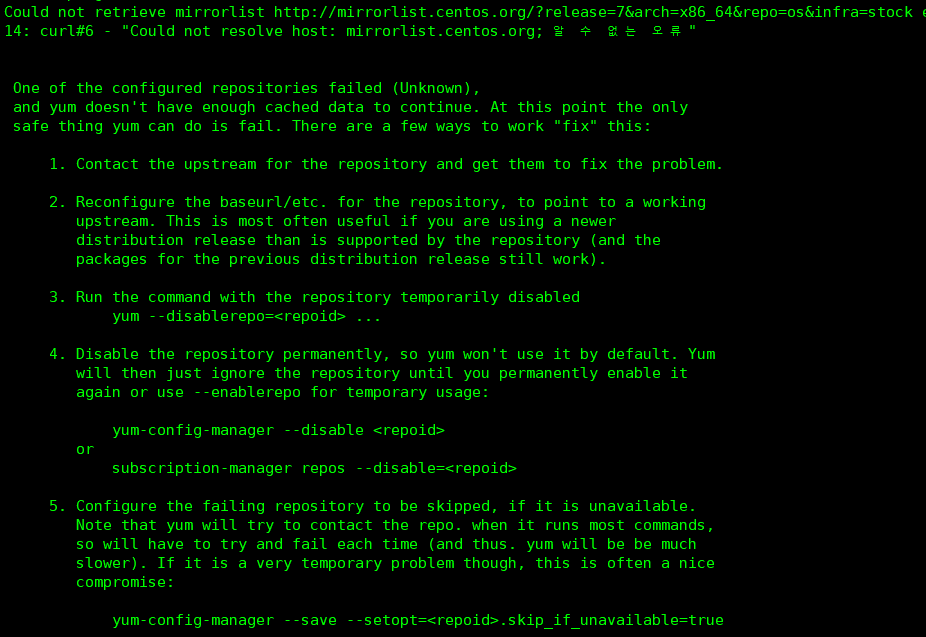 Could not retrieve mirrorlist http://mirrorlist.centos.org/?release=7&arch=x86_64&repo=os&infra=stock
14: curl#6 - "Could not resolve host: mirrorlist.centos.org; 알 수 없는 오류"
One of the configured repositories failed (Unknown),
and yum doesn't have enough cached data to continue. At this point the only
safe thing yum can do is fail. There are a few ways to work "fix" this:
1. Contact the upstream for the repository and get them to fix the problem.
2. Reconfigure the baseurl/etc. for the repository, to point to a working
upstream. This is most often useful if you are using a newer
distribution release than is supported by the repository (and the
packages for the previous distribution release still work).
3. Run the command with the repository temporarily disabled
yum --disablerepo=<repoid> ...
4. Disable the repository permanently, so yum won't use it by default. Yum
will then just ignore the repository until you permanently enable it
again or use --enablerepo for temporary usage:
yum-config-manager --disable <repoid>
or
subscription-manager repos --disable=<repoid>
5. Configure the failing repository to be skipped, if it is unavailable.
Note that yum will try to contact the repo. when it runs most commands,
so will have to try and fail each time (and thus. yum will be be much
slower). If it is a very temporary problem though, this is often a nice
compromise:
yum-config-manager --save --setopt=<repoid>.skip_if_unavailable=true